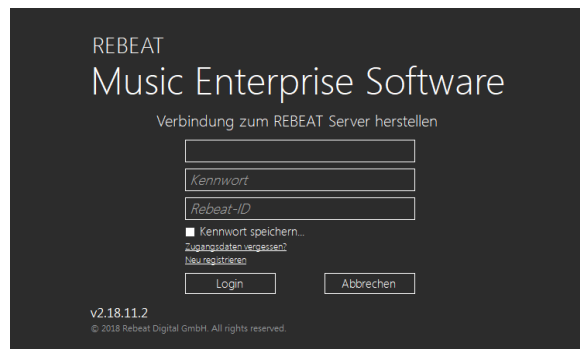 REBEAT
Music Enterprise Software
Verbindung zum REBEAT Server herstellen
Kennwort
Rebeat-ID
Kennwort speichern...
Zugangsdaten vergessen?
Neu registrieren
Login Abbrechen
v2.18.11.2
© 2018 Rebeat Digital GmbH. All rights reserved.